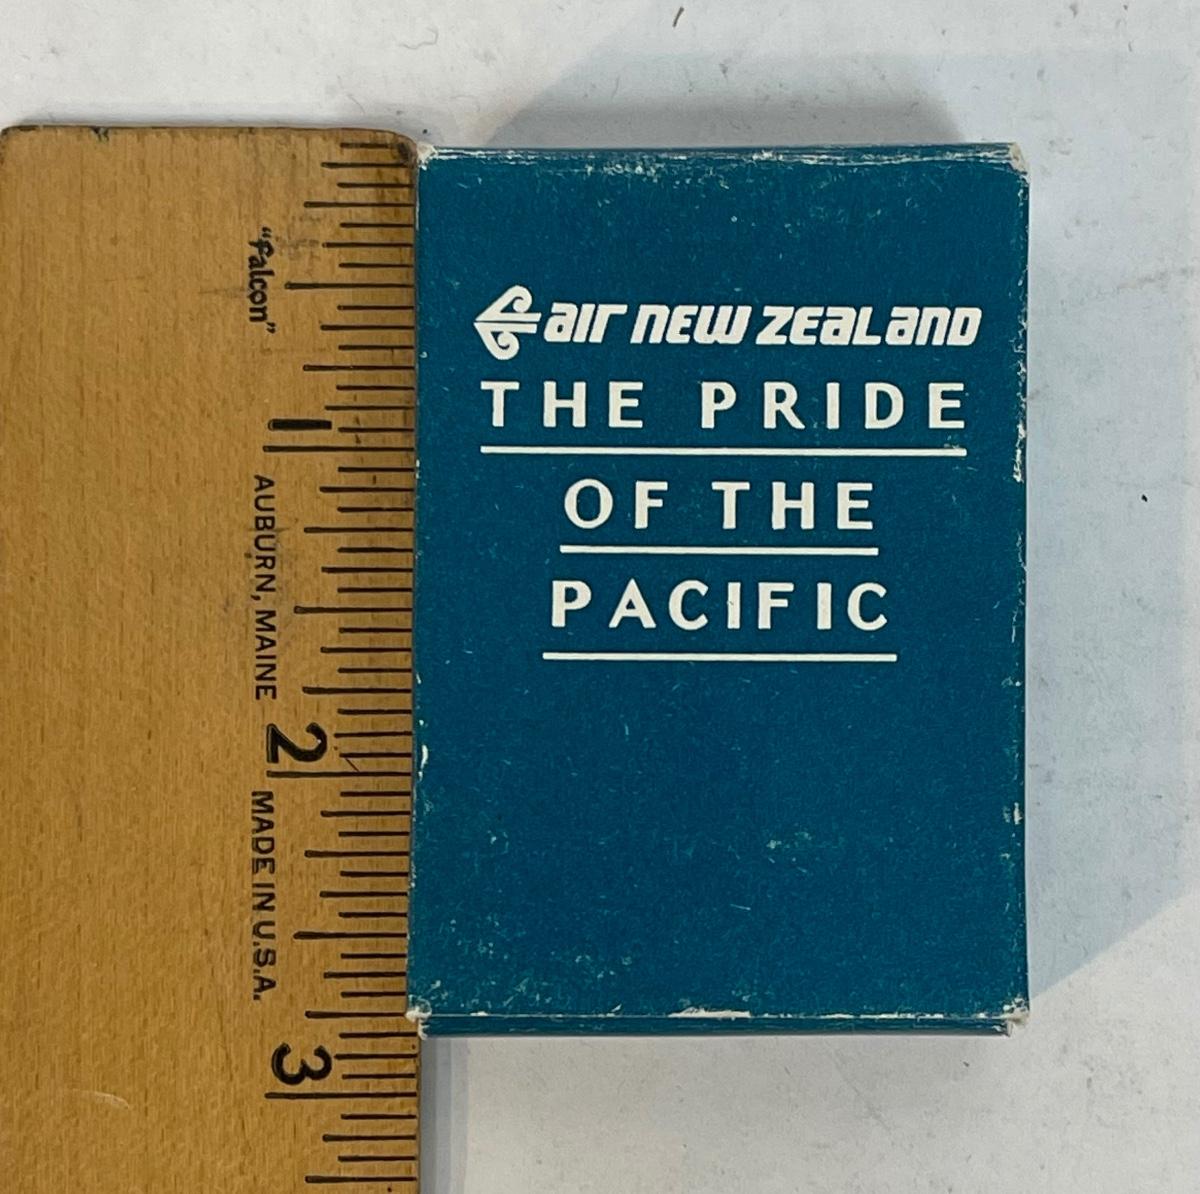 "Falcon"
1
AUBURN, MAINE
2
MADE IN U.S.A.
3
air new zealand
THE PRIDE
OF THE
PACIFIC